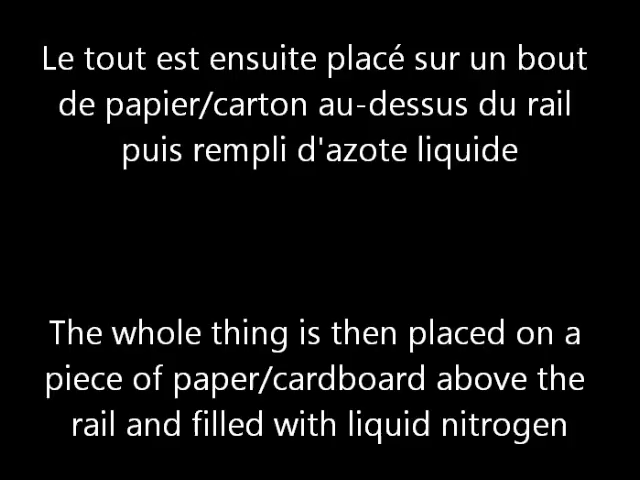 Le tout est ensuite placé sur un bout
de papier/carton au-dessus du rail
puis rempli d'azote liquide
The whole thing is then placed on a
piece of paper/cardboard above the
rail and filled with liquid nitrogen